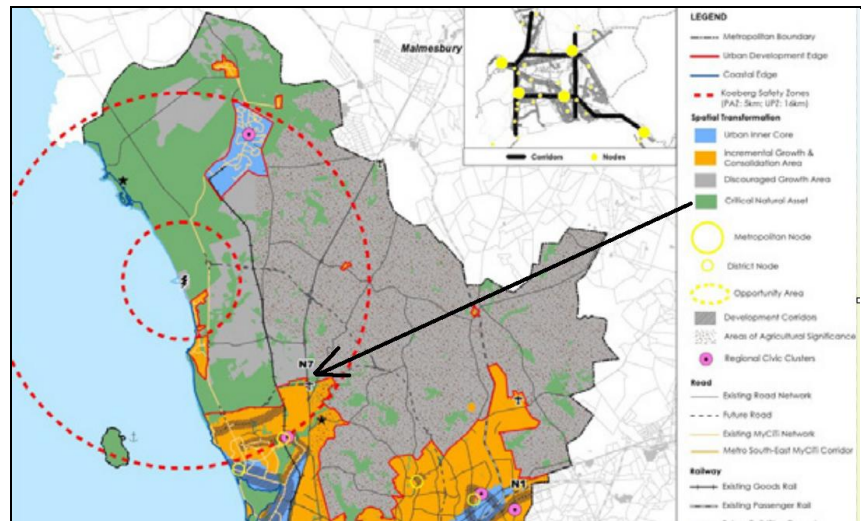 Malmesbury
Corridors
Nodes
N7
N1
LEGEND
Metropolitan Boundary
Urban Development Edge
Coastal Edge
Koeberg Safety Zones
(PAZ: 5km; UPZ: 16km)
Spatial Transformation
Urban Inner Core
Incremental Growth &
Consolidation Area
Discouraged Growth Area
Critical Natural Asset
Metropolitan Node
District Node
Opportunity Area
Development Corridors
Areas of Agricultural Significance
Regional Civic Clusters
Road
Existing Road Network
Future Road
Existing MyCiTi Network
Metro South-East MyCiTi Corridor
Railway
Existing Goods Rail
Existing Passenger Rail